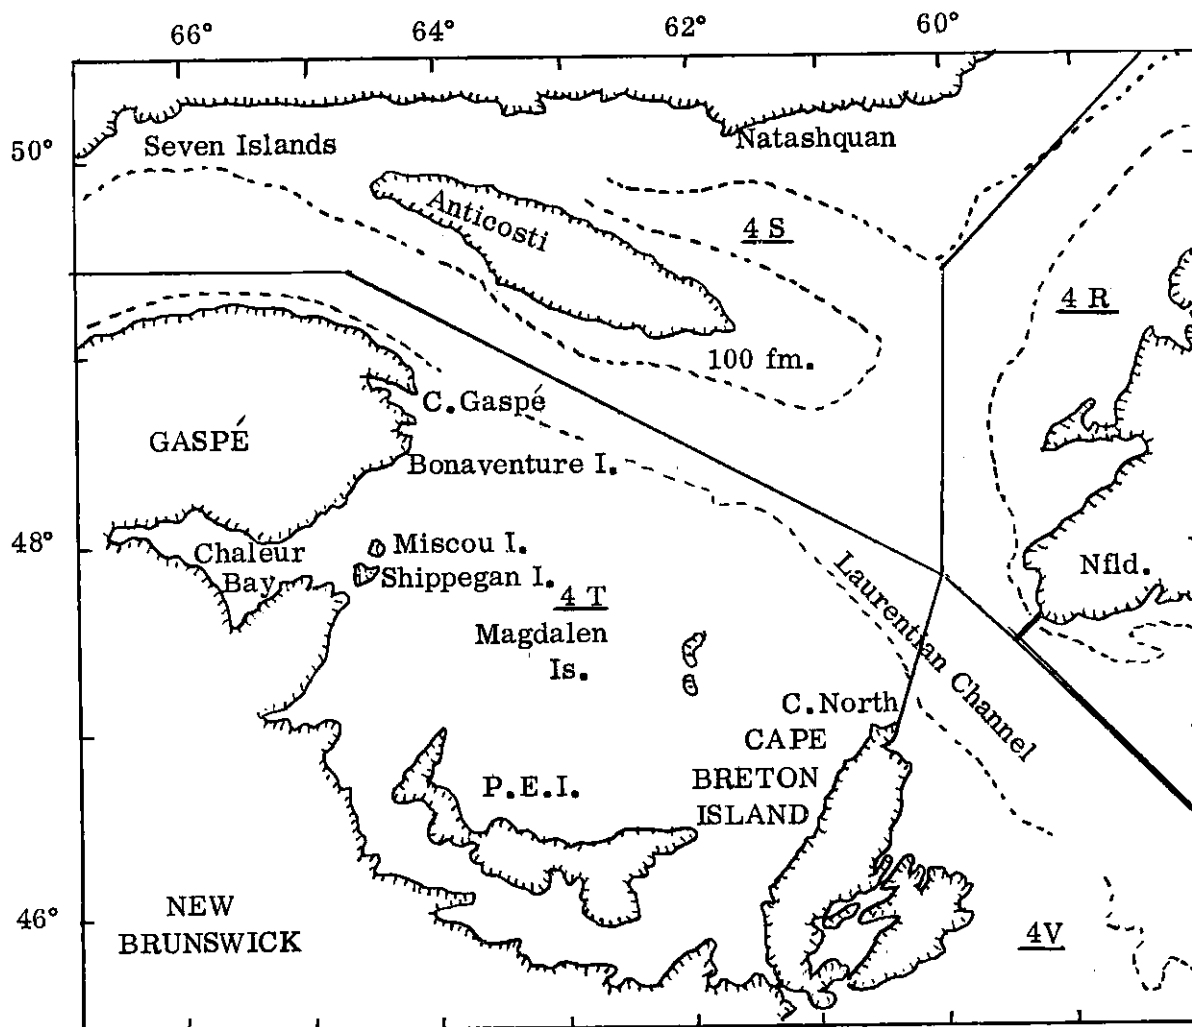 66°
64°
62°
60°
50°
Seven Islands
Natashquan
Anticosti
4 S
4 R
100 fm.
C. Gaspé
GASPÉ
Bonaventure I.
48°
Chaleur
Bay
Miscou I.
Shippegan I.
4 T
Magdalen
Is.
Laurentian Channel
Nfld.
C. North
CAPE
BRETON
ISLAND
P.E.I.
46°
NEW
BRUNSWICK
4V